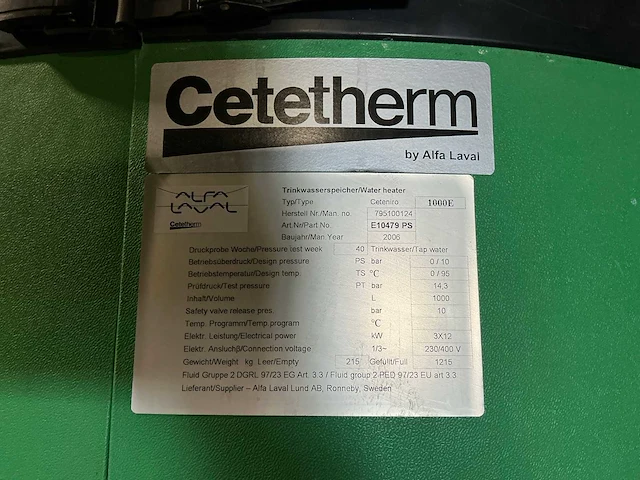 Cetetherm
by Alfa Laval
ALFA
LAVAL
Cetetherm
Trinkwasserspeicher/Water heater
Typ/Type Ceteniro 1000E
Herstell Nr./Man. no. 795100124
Art.Nr/Part No. E10479 PS
Baujahr/Man.Year 2006
Druckprobe Woche/Pressure test week 40 Trinkwasser/Tap water
Betriebsüberdruck/Design pressure PS bar 0 / 10
Betriebstemperatur/Design temp. TS °C 0 / 95
Prüfdruck/Test pressure PT bar 14,3
Inhalt/Volume L 1000
Safety valve release pres. bar 10
Temp. Programm/Temp.program °C
Elektr. Leistung/Electrical power kW 3X12
Elektr. Ansluchβ/Connection voltage 1/3~ 230/400 V
Gewicht/Weight kg. Leer/Empty 215 Gefüllt/Full 1215
Fluid Gruppe 2 DGRL 97/23 EG Art. 3.3 / Fluid group 2 PED 97/23 EU art 3.3
Lieferant/Supplier – Alfa Laval Lund AB, Ronneby, Sweden